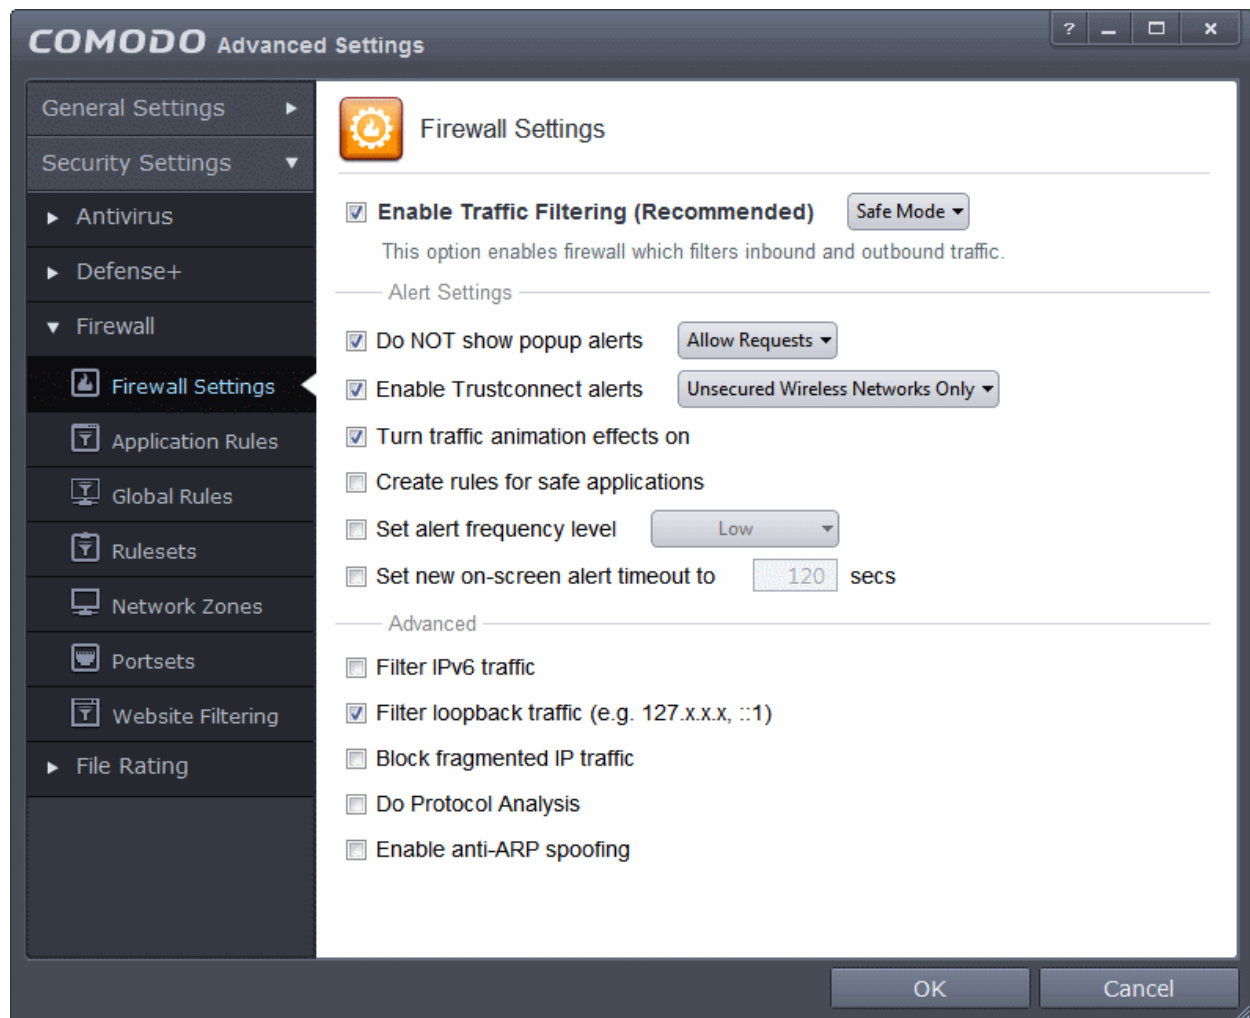 COMODO Advanced Settings
?
General Settings
Security Settings
Antivirus
Defense+
Firewall
Firewall Settings
Application Rules
Global Rules
Rulesets
Network Zones
Portsets
Website Filtering
File Rating
Firewall Settings
Enable Traffic Filtering (Recommended) Safe Mode
This option enables firewall which filters inbound and outbound traffic.
Alert Settings
Do NOT show popup alerts Allow Requests
Enable Trustconnect alerts Unsecured Wireless Networks Only
Turn traffic animation effects on
Create rules for safe applications
Set alert frequency level Low
Set new on-screen alert timeout to 120 secs
Advanced
Filter IPv6 traffic
Filter loopback traffic (e.g. 127.x.x.x, ::1)
Block fragmented IP traffic
Do Protocol Analysis
Enable anti-ARP spoofing
OK Cancel